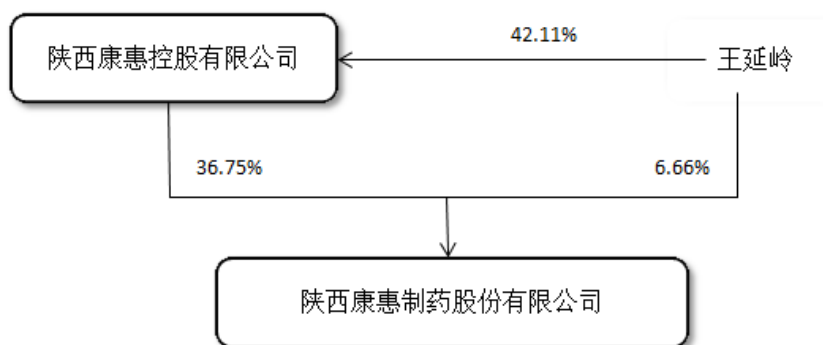 42.11%
陕西康惠控股有限公司
王延岭
36.75%
6.66%
陕西康惠制药股份有限公司